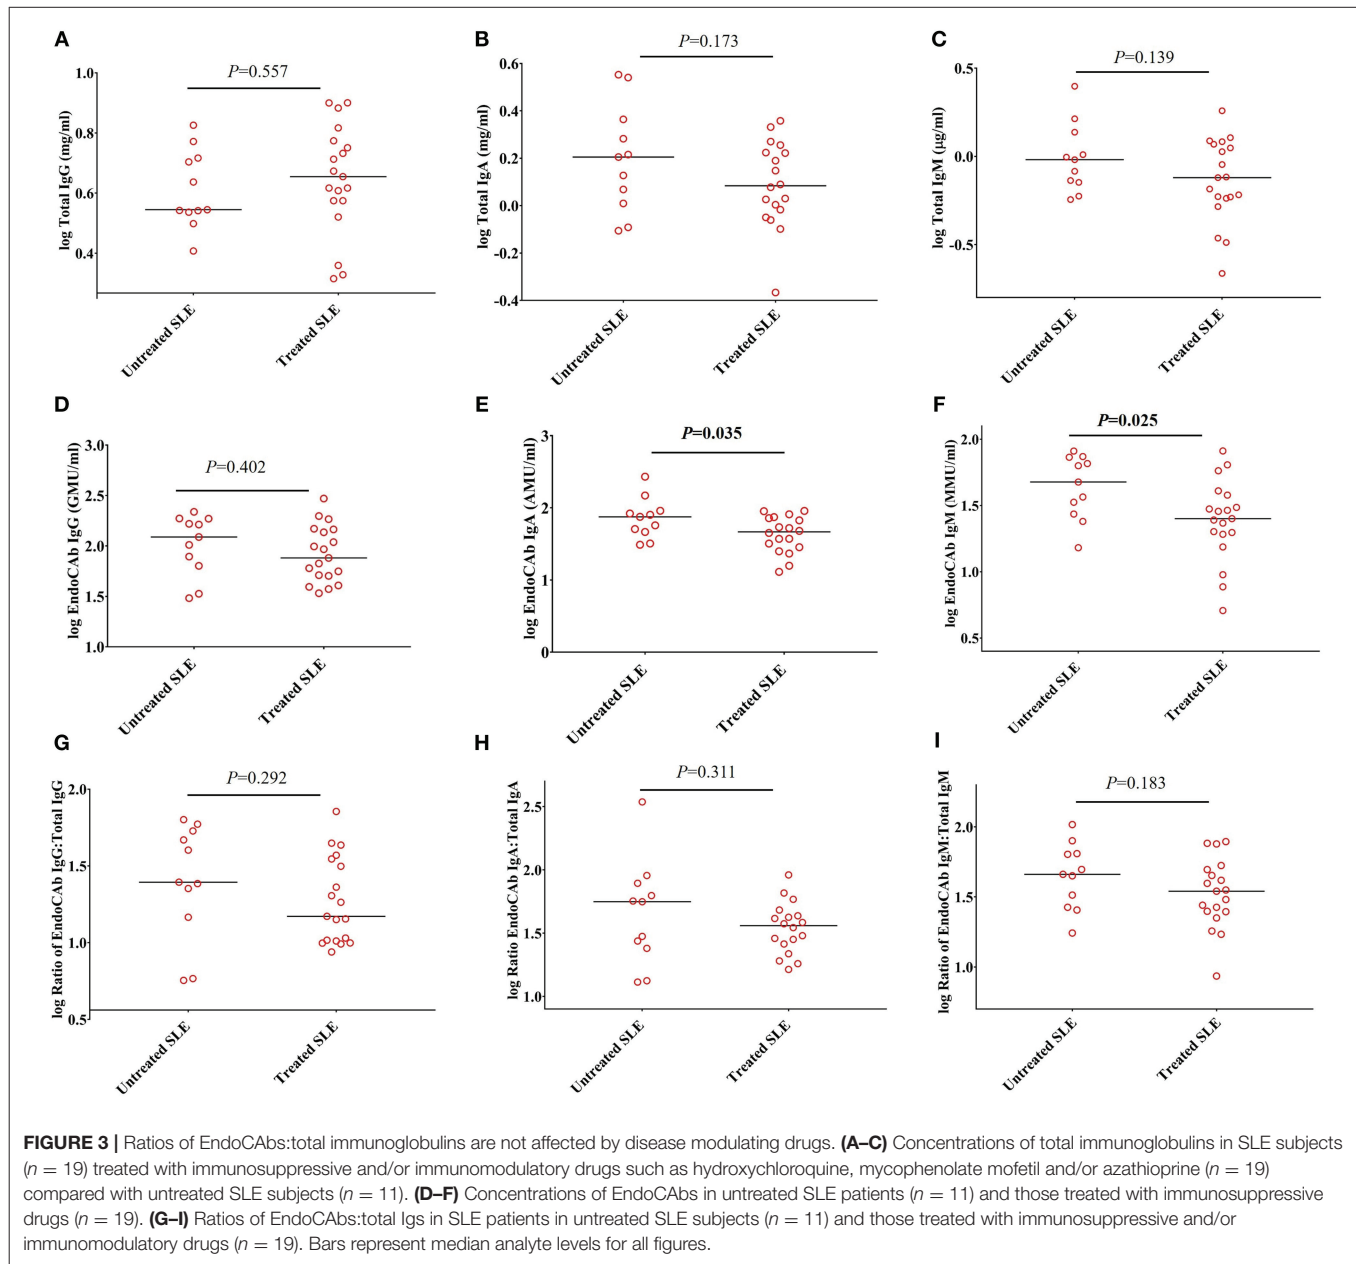 A
P=0.557
log Total IgG (mg/ml)
1.0
0.8
0.6
0.4
Untreated SLE
Treated SLE
B
P=0.173
log Total IgA (mg/ml)
0.6
0.4
0.2
0.0
-0.2
-0.4
Untreated SLE
Treated SLE
C
P=0.139
log Total IgM (µg/ml)
0.5
0.0
-0.5
Untreated SLE
Treated SLE
D
P=0.402
log EndoCAb IgG (GMU/ml)
3.0
2.5
2.0
1.5
1.0
Untreated SLE
Treated SLE
E
P=0.035
log EndoCAb IgA (AMU/ml)
3
2
1
0
Untreated SLE
Treated SLE
F
P=0.025
log EndoCAb IgM (MMU/ml)
2.0
1.5
1.0
0.5
Untreated SLE
Treated SLE
G
P=0.292
log Ratio of EndoCAb IgG:Total IgG
2.0
1.5
1.0
0.5
Untreated SLE
Treated SLE
H
P=0.311
log Ratio EndoCAb IgA:Total IgA
2.5
2.0
1.5
1.0
Untreated SLE
Treated SLE
I
P=0.183
log Ratio of EndoCAb IgM:Total IgM
2.0
1.5
1.0
Untreated SLE
Treated SLE
FIGURE 3 | Ratios of EndoCAbs:total immunoglobulins are not affected by disease modulating drugs. (A–C) Concentrations of total immunoglobulins in SLE subjects
(n = 19) treated with immunosuppressive and/or immunomodulatory drugs such as hydroxychloroquine, mycophenolate mofetil and/or azathioprine (n = 19)
compared with untreated SLE subjects (n = 11). (D–F) Concentrations of EndoCAbs in untreated SLE patients (n = 11) and those treated with immunosuppressive
drugs (n = 19). (G–I) Ratios of EndoCAbs:total Igs in SLE patients in untreated SLE subjects (n = 11) and those treated with immunosuppressive and/or
immunomodulatory drugs (n = 19). Bars represent median analyte levels for all figures.